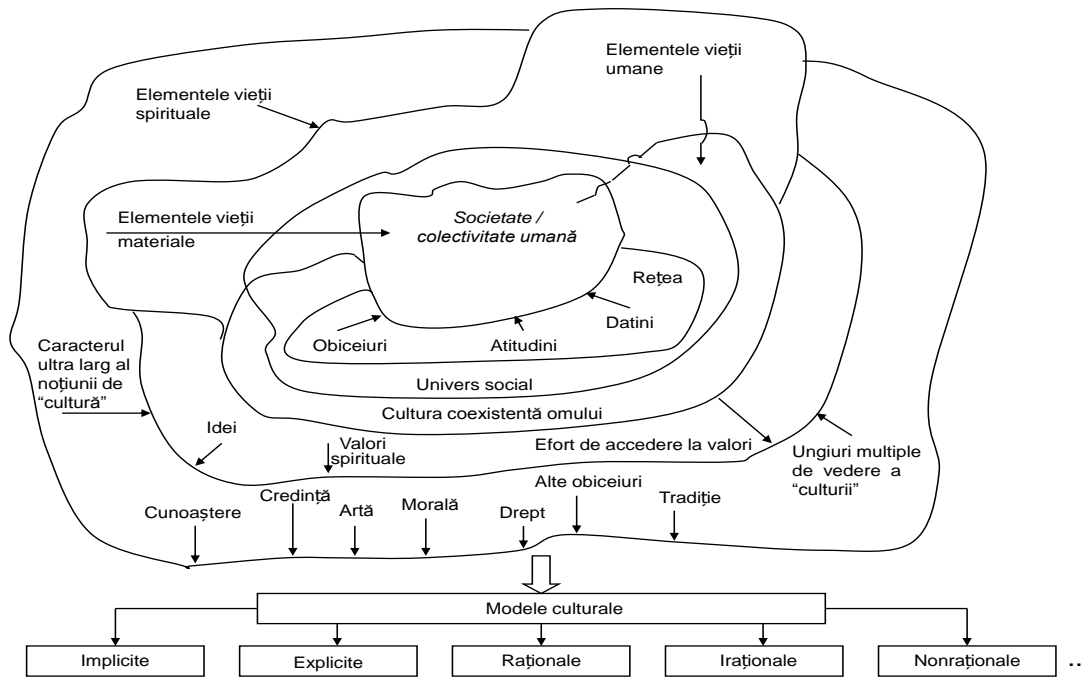 Elementele vieții
umane
Elementele vieții
spirituale
Elementele vieții
materiale
Societate /
colectivitate umană
Rețea
Datini
Obiceiuri
Atitudini
Caracterul
ultra larg al
noțiunii de
“cultură”
Univers social
Cultura coexistentă omului
Idei
Valori
spirituale
Efort de accedere la valori
Ungiuri multiple
de vedere a
“culturii”
Cunoaștere
Credință
Artă
Morală
Drept
Alte obiceiuri
Tradiție
Modele culturale
Implicite
Explicite
Raționale
Iraționale
Nonraționale
..